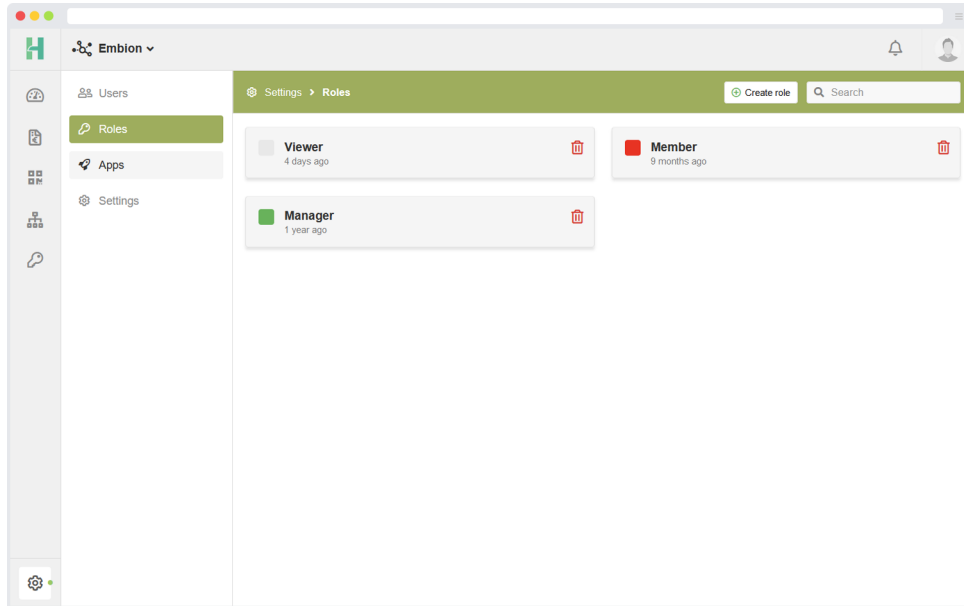 Embion
Users
Roles
Apps
Settings
Settings > Roles
Create role
Search
Viewer
4 days ago
Member
9 months ago
Manager
1 year ago